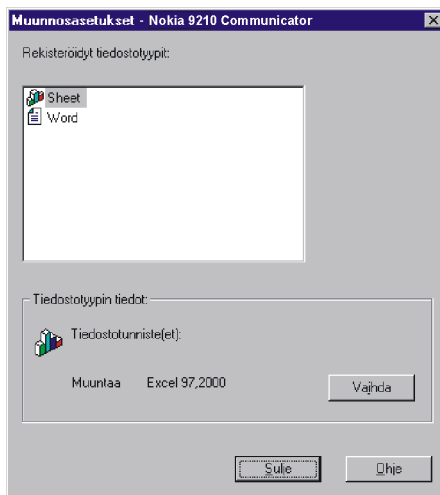 Muunnosasetukset - Nokia 9210 Communicator
Rekisteröidyt tiedostotyypit:
Sheet
Word
Tiedostotyypin tiedot:
Tiedostotunniste(et):
Muuntaa Excel 97,2000
Vaihda
Sulje
Ohje